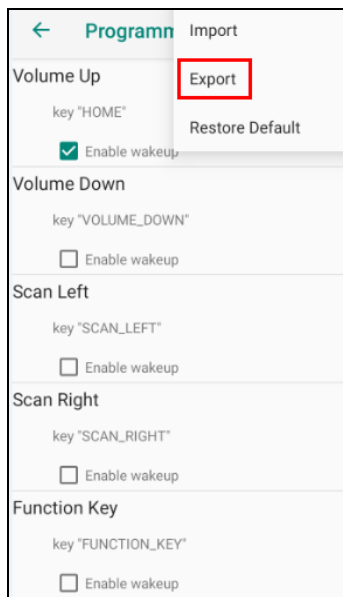 Import
Export
Restore Default
Volume Up
key "HOME"
Enable wakeup
Volume Down
key "VOLUME_DOWN"
Enable wakeup
Scan Left
key "SCAN_LEFT"
Enable wakeup
Scan Right
key "SCAN_RIGHT"
Enable wakeup
Function Key
key "FUNCTION_KEY"
Enable wakeup